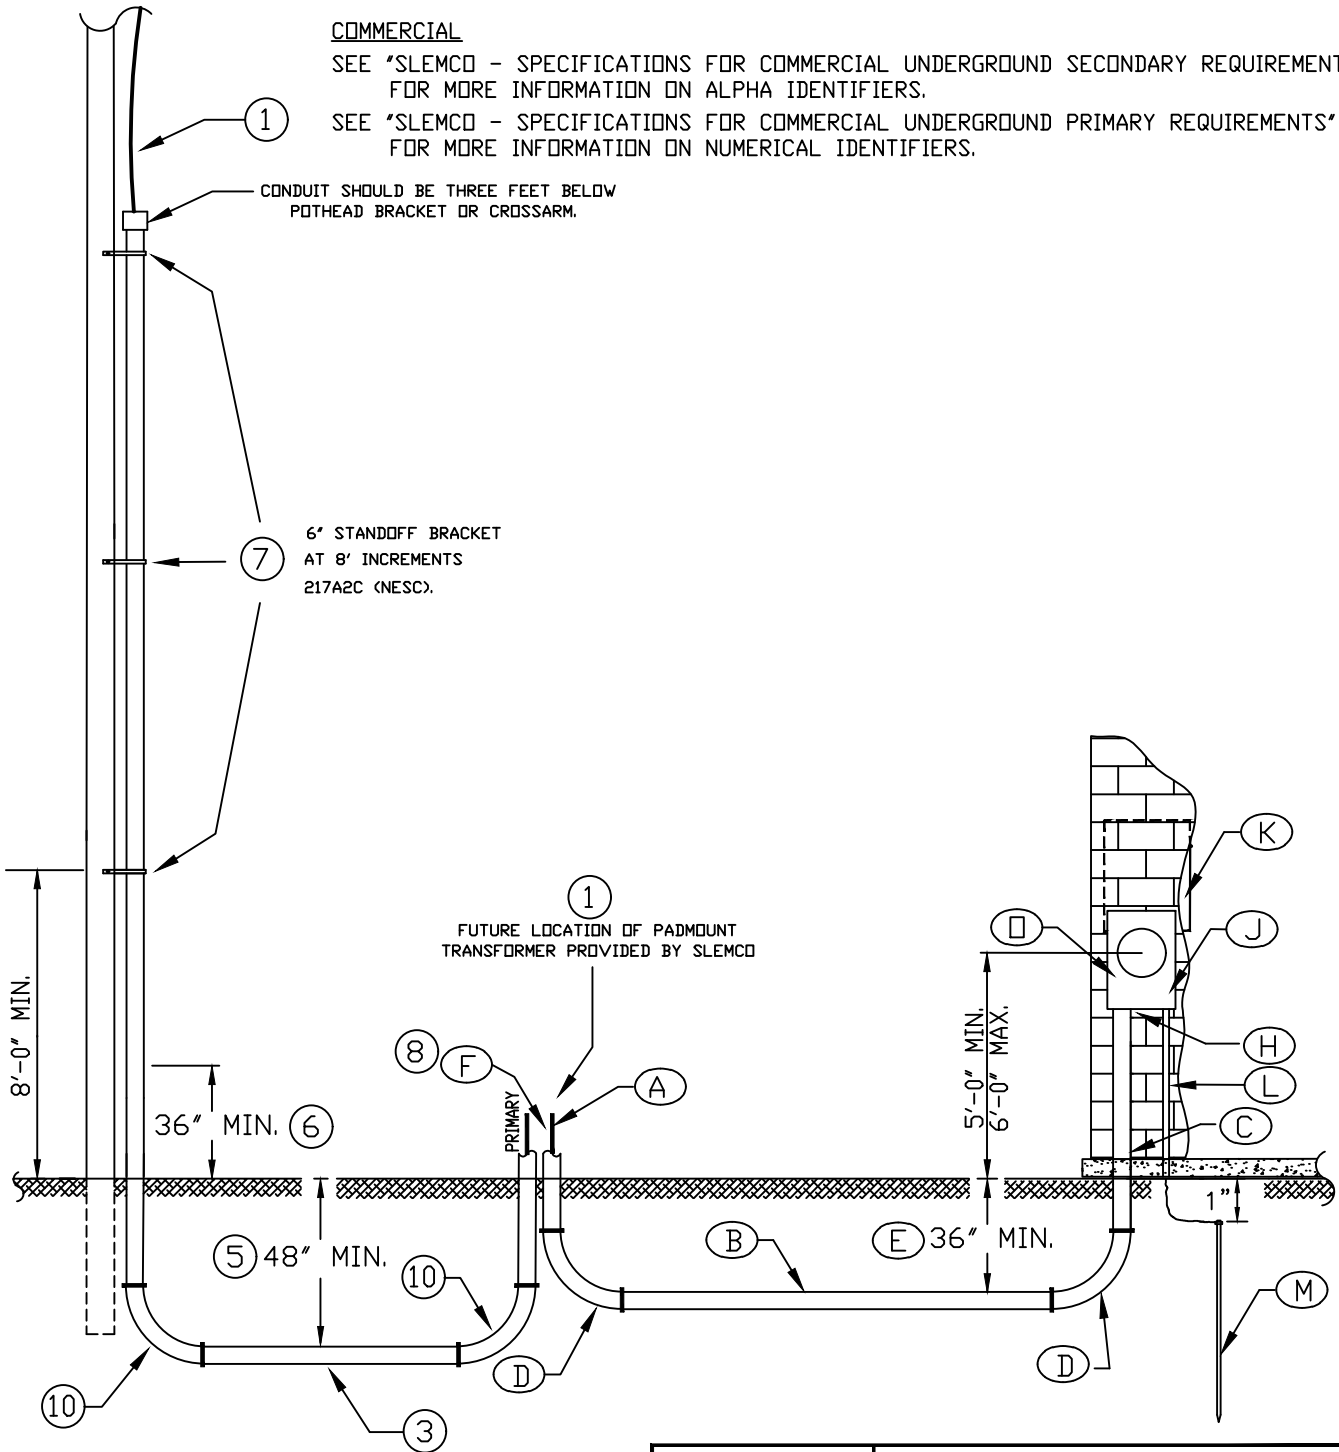 COMMERCIAL
SEE "SLEMCO - SPECIFICATIONS FOR COMMERCIAL UNDERGROUND SECONDARY REQUIREMENT
FOR MORE INFORMATION ON ALPHA IDENTIFIERS.
SEE "SLEMCO - SPECIFICATIONS FOR COMMERCIAL UNDERGROUND PRIMARY REQUIREMENTS"
FOR MORE INFORMATION ON NUMERICAL IDENTIFIERS.
1
CONDUIT SHOULD BE THREE FEET BELOW
POTHEAD BRACKET OR CROSSARM.
7
6" STANDOFF BRACKET
AT 8' INCREMENTS
217A2C (NESC).
1
FUTURE LOCATION OF PADMOUNT
TRANSFORMER PROVIDED BY SLEMCO
K
O
J
8'-0" MIN.
5'-0" MIN.
6'-0" MAX.
8
F
A
H
L
C
PRIMARY
36" MIN.
6
1"
5
48" MIN.
B
E
36" MIN.
10
M
D
D
10
3